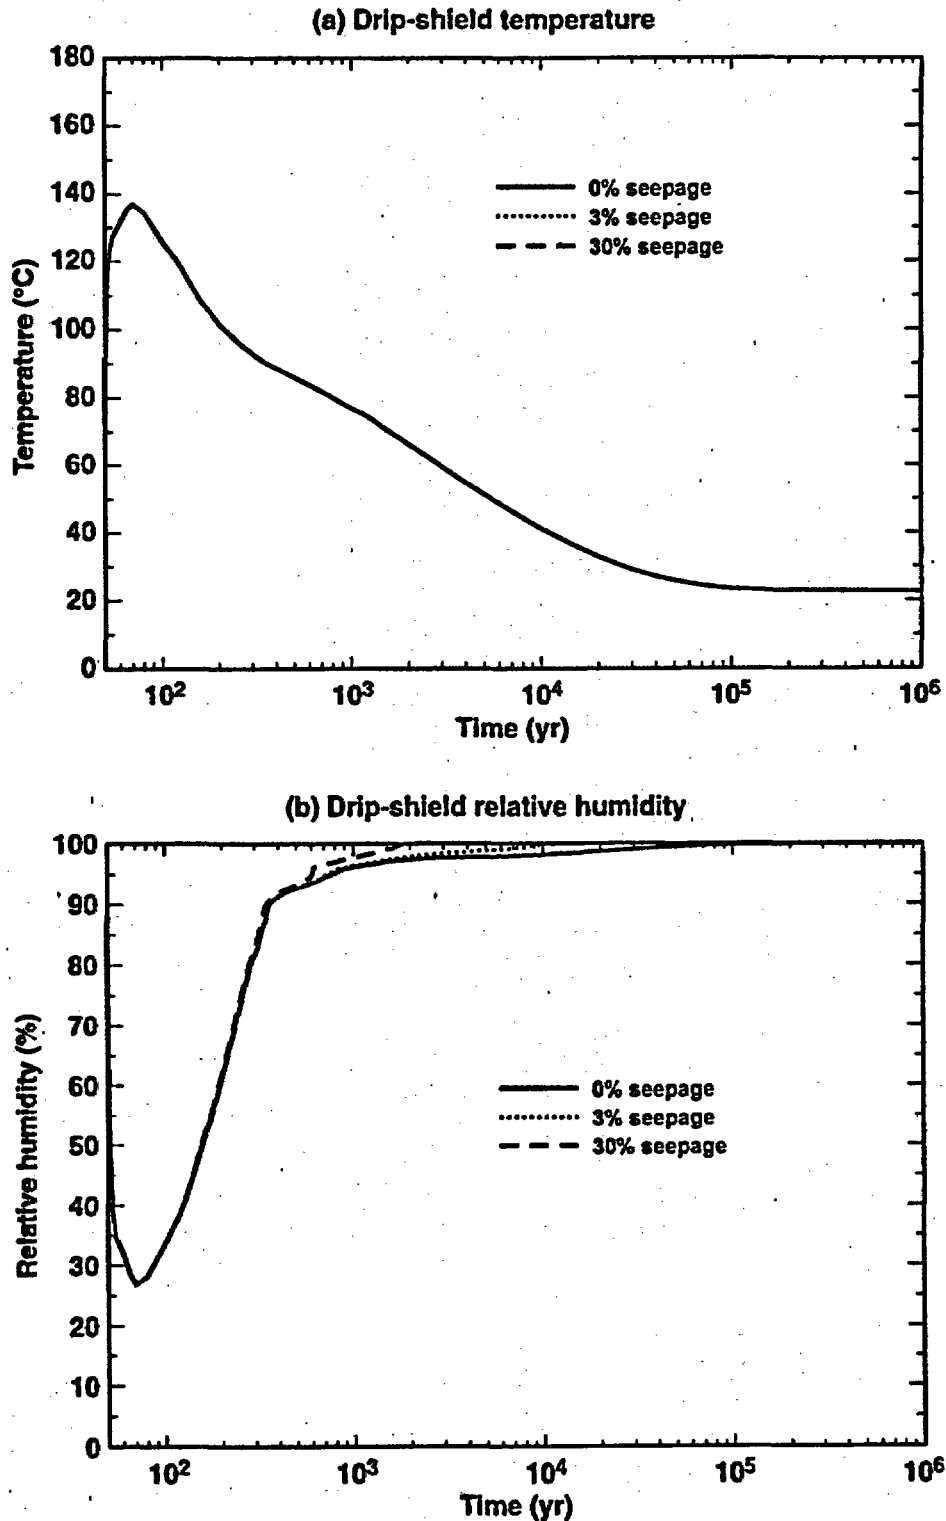 (a) Drip-shield temperature
180
160
140
120
100
80
60
40
20
0
Temperature (°C)
0% seepage
3% seepage
30% seepage
10² 10³ 10⁴ 10⁵ 10⁶
Time (yr)
(b) Drip-shield relative humidity
100
90
80
70
60
50
40
30
20
10
0
Relative humidity (%)
0% seepage
3% seepage
30% seepage
10² 10³ 10⁴ 10⁵ 10⁶
Time (yr)